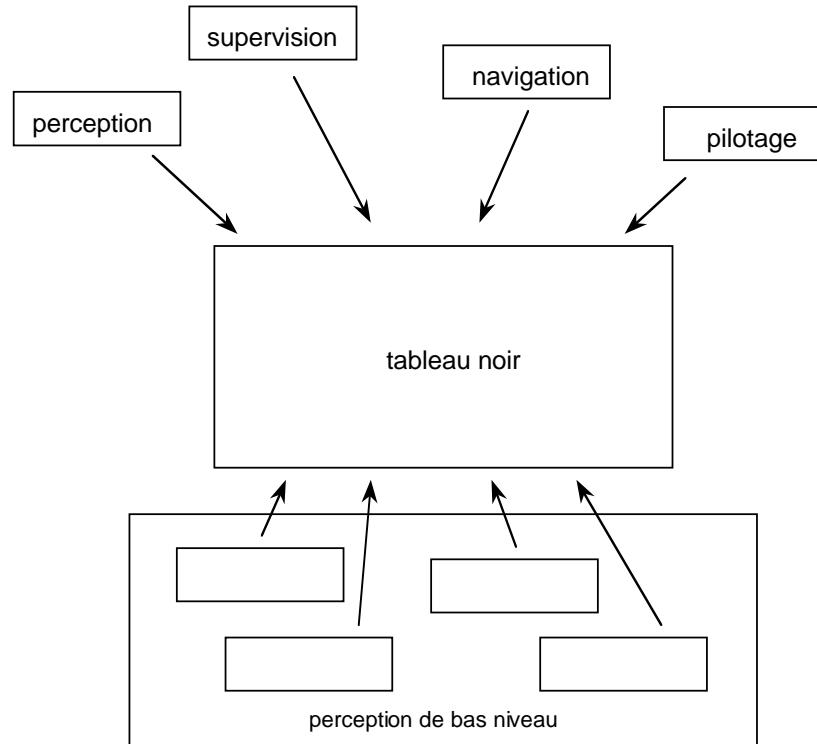 supervision
navigation
perception
pilotage
tableau noir
perception de bas niveau